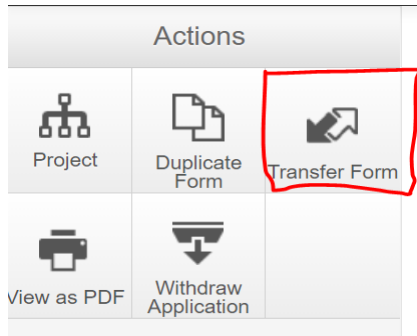 Actions
Project
Duplicate
Form
Transfer Form
View as PDF
Withdraw
Application